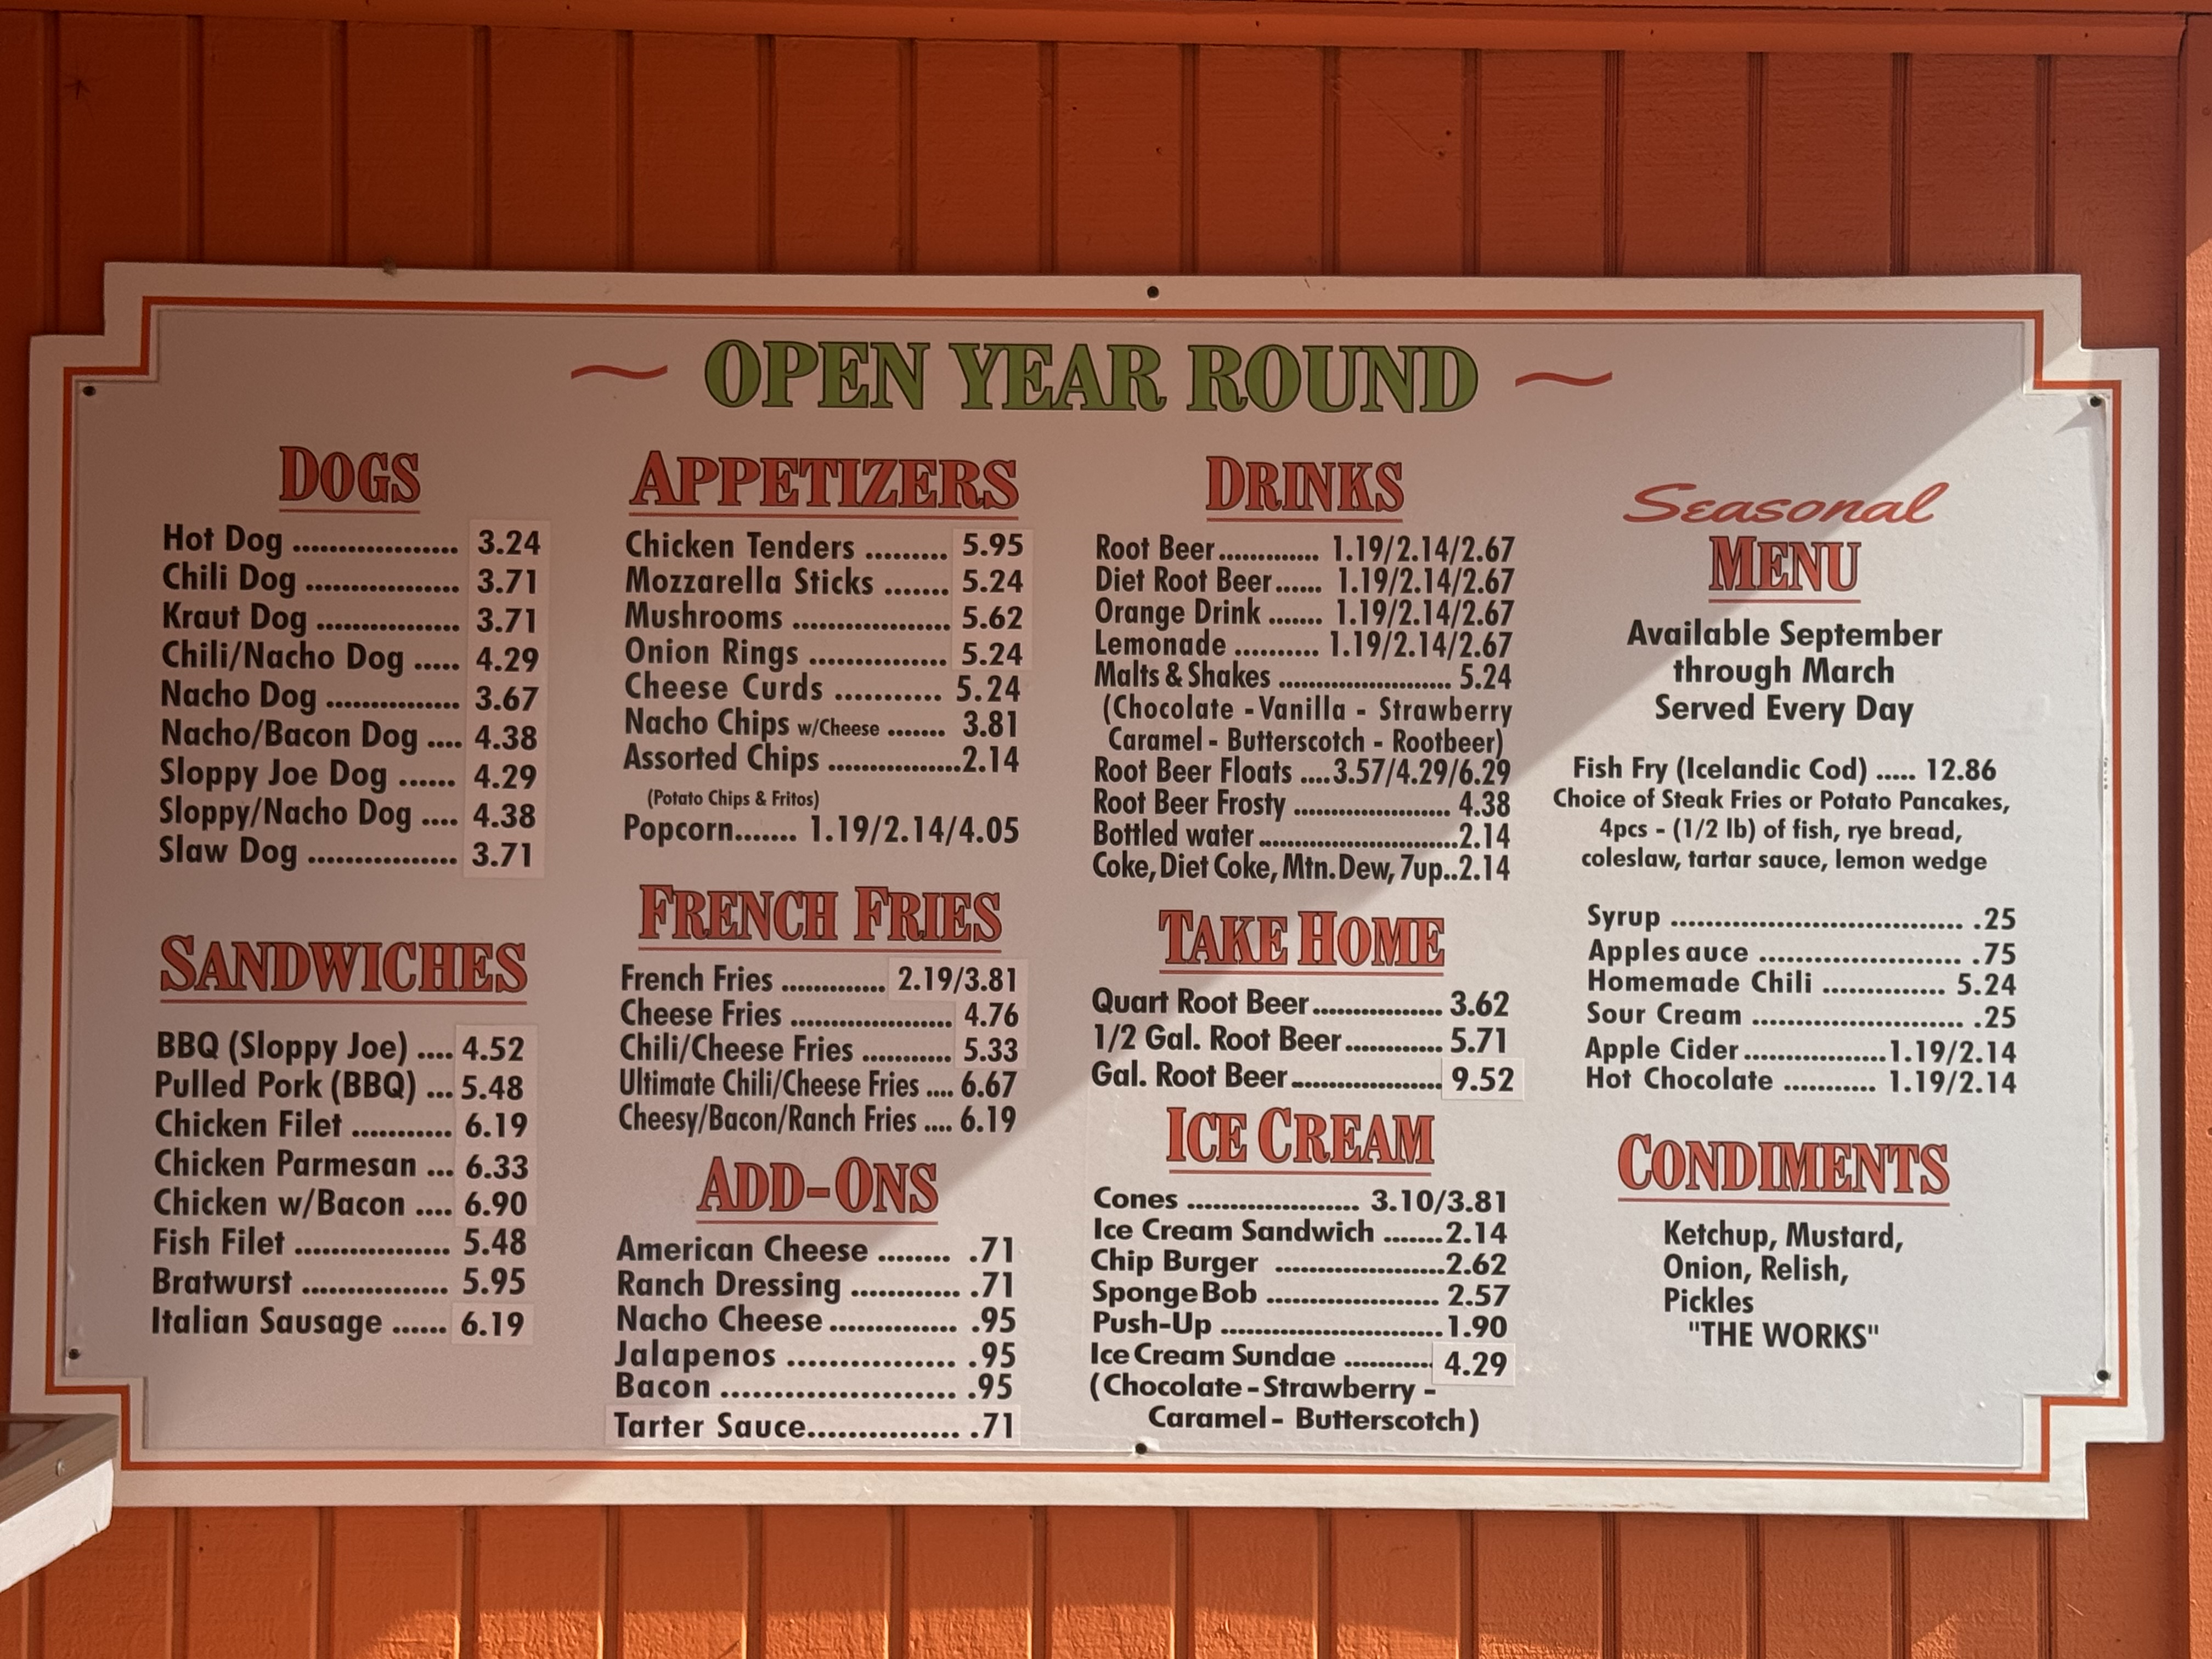 ~ OPEN YEAR ROUND ~
DOGS
Hot Dog .................. 3.24
Chili Dog ................. 3.71
Kraut Dog ................ 3.71
Chili/Nacho Dog ..... 4.29
Nacho Dog ............... 3.67
Nacho/Bacon Dog .... 4.38
Sloppy Joe Dog ...... 4.29
Sloppy/Nacho Dog .... 4.38
Slaw Dog ................. 3.71
SANDWICHES
BBQ (Sloppy Joe) .... 4.52
Pulled Pork (BBQ) ... 5.48
Chicken Filet ........... 6.19
Chicken Parmesan ... 6.33
Chicken w/Bacon .... 6.90
Fish Filet ................. 5.48
Bratwurst ................ 5.95
Italian Sausage ...... 6.19
APPETIZERS
Chicken Tenders ......... 5.95
Mozzarella Sticks ....... 5.24
Mushrooms ................. 5.62
Onion Rings ............... 5.24
Cheese Curds ........... 5.24
Nacho Chips w/Cheese ....... 3.81
Assorted Chips .................2.14
(Potato Chips & Fritos)
Popcorn....... 1.19/2.14/4.05
FRENCH FRIES
French Fries ............. 2.19/3.81
Cheese Fries .................... 4.76
Chili/Cheese Fries ........... 5.33
Ultimate Chili/Cheese Fries .... 6.67
Cheesy/Bacon/Ranch Fries .... 6.19
ADD-ONS
American Cheese ........ .71
Ranch Dressing ............ .71
Nacho Cheese .............. .95
Jalapenos ................. .95
Bacon ........................ .95
Tarter Sauce................ .71
DRINKS
Root Beer.............. 1.19/2.14/2.67
Diet Root Beer...... 1.19/2.14/2.67
Orange Drink ....... 1.19/2.14/2.67
Lemonade .......... 1.19/2.14/2.67
Malts & Shakes ........................ 5.24
(Chocolate - Vanilla - Strawberry
Caramel - Butterscotch - Rootbeer)
Root Beer Floats ....3.57/4.29/6.29
Root Beer Frosty ..................... 4.38
Bottled water ...........................2.14
Coke, Diet Coke, Mtn. Dew, 7up..2.14
TAKE HOME
Quart Root Beer................. 3.62
1/2 Gal. Root Beer............. 5.71
Gal. Root Beer.................... 9.52
ICE CREAM
Cones ..................... 3.10/3.81
Ice Cream Sandwich .......2.14
Chip Burger .....................2.62
Sponge Bob ..................... 2.57
Push-Up ...........................1.90
Ice Cream Sundae ........... 4.29
(Chocolate - Strawberry -
Caramel - Butterscotch)
Seasonal
MENU
Available September
through March
Served Every Day
Fish Fry (Icelandic Cod) ..... 12.86
Choice of Steak Fries or Potato Pancakes,
4pcs - (1/2 lb) of fish, rye bread,
coleslaw, tartar sauce, lemon wedge
Syrup .................................. .25
Applesauce ........................ .75
Homemade Chili .............. 5.24
Sour Cream ......................... .25
Apple Cider..................1.19/2.14
Hot Chocolate ........... 1.19/2.14
CONDIMENTS
Ketchup, Mustard,
Onion, Relish,
Pickles
"THE WORKS"